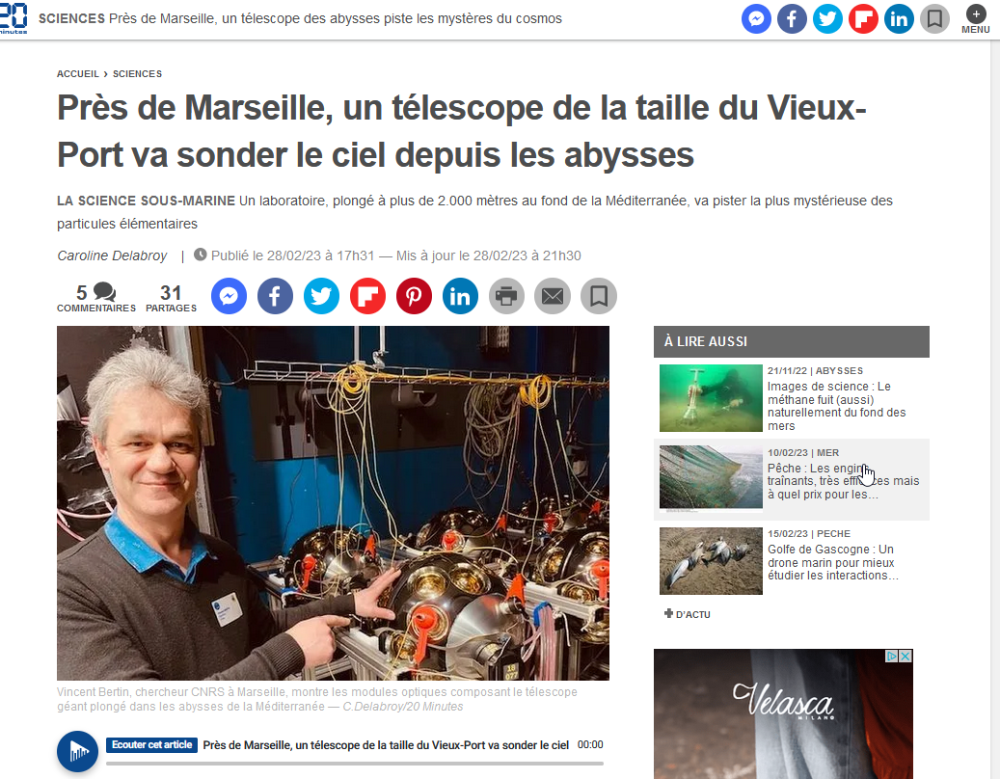 20 minutes
SCIENCES Près de Marseille, un télescope des abysses piste les mystères du cosmos
MENU
ACCUEIL › SCIENCES
Près de Marseille, un télescope de la taille du Vieux-
Port va sonder le ciel depuis les abysses
LA SCIENCE SOUS-MARINE Un laboratoire, plongé à plus de 2.000 mètres au fond de la Méditerranée, va pister la plus mystérieuse des
particules élémentaires
Caroline Delabroy | Publié le 28/02/23 à 17h31 — Mis à jour le 28/02/23 à 21h30
5
COMMENTAIRES
31
PARTAGES
À LIRE AUSSI
21/11/22 | ABYSSES
Images de science : Le
méthane fuit (aussi)
naturellement du fond des
mers
10/02/23 | MER
Pêche : Les engins
traînants, très efficaces mais
à quel prix pour les…
15/02/23 | PECHE
Golfe de Gascogne : Un
drone marin pour mieux
étudier les interactions…
+ D'ACTU
18
077
Velasca
MILANO
Vincent Bertin, chercheur CNRS à Marseille, montre les modules optiques composant le télescope
géant plongé dans les abysses de la Méditerranée — C.Delabroy/20 Minutes
Ecouter cet article Près de Marseille, un télescope de la taille du Vieux-Port va sonder le ciel 00:00